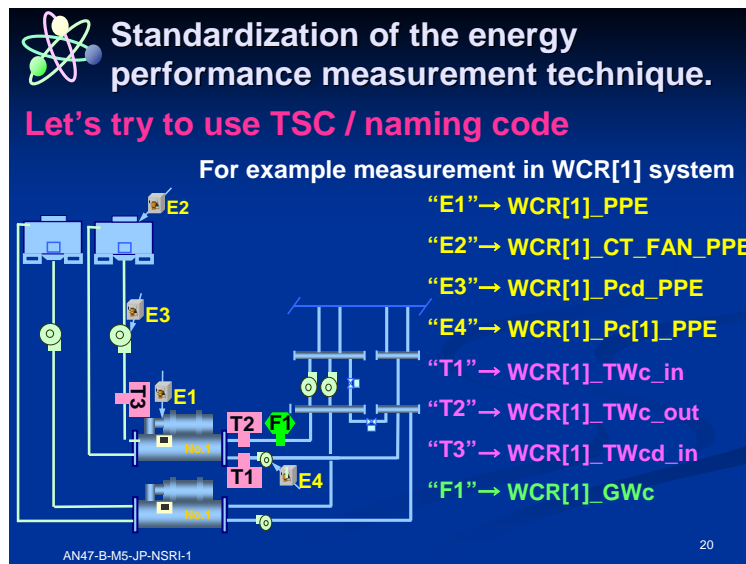 Standardization of the energy
performance measurement technique.
Let's try to use TSC / naming code
For example measurement in WCR[1] system
“E1”→ WCR[1]_PPE
“E2”→ WCR[1]_CT_FAN_PPE
“E3”→ WCR[1]_Pcd_PPE
“E4”→ WCR[1]_Pc[1]_PPE
“T1”→ WCR[1]_TWc_in
“T2”→ WCR[1]_TWc_out
“T3”→ WCR[1]_TWcd_in
“F1”→ WCR[1]_GWc
E2
E3
T3
E1
T2
F1
No.1
T1
E4
No.1
AN47-B-M5-JP-NSRI-1
20